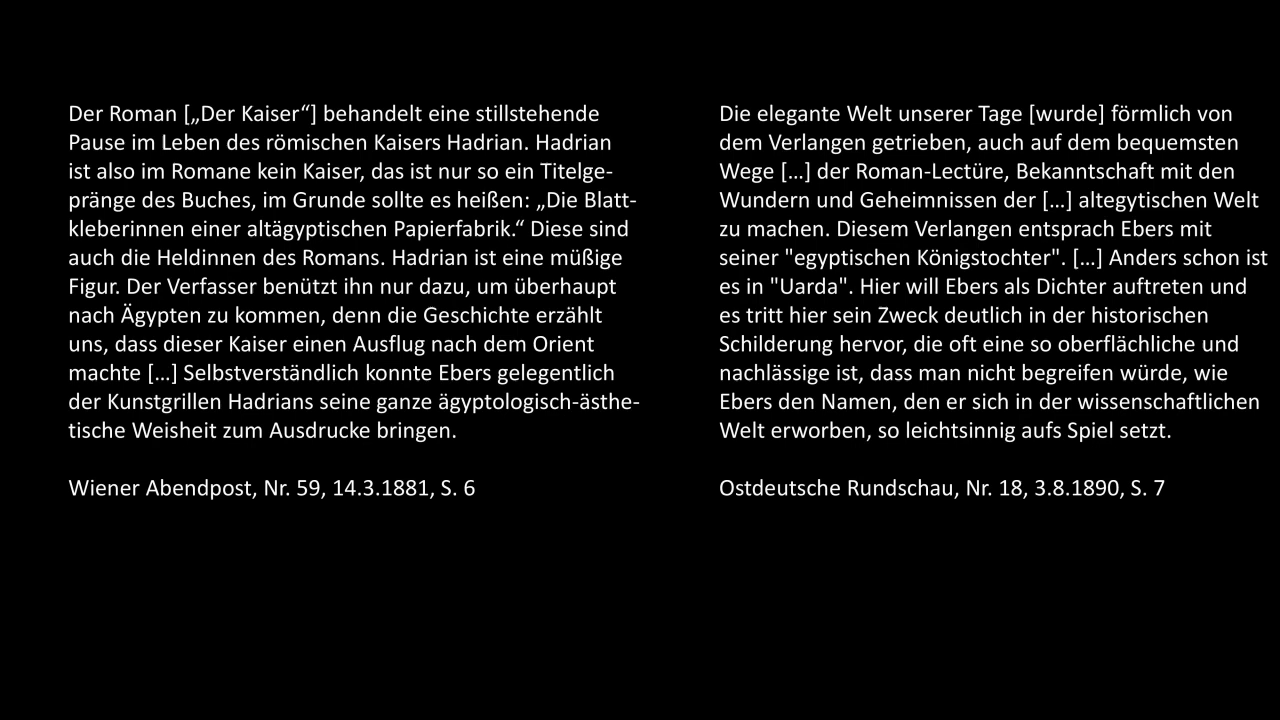 Der Roman [„Der Kaiser“] behandelt eine stillstehende
Pause im Leben des römischen Kaisers Hadrian. Hadrian
ist also im Romane kein Kaiser, das ist nur so ein Titelge-
pränge des Buches, im Grunde sollte es heißen: „Die Blatt-
kleberinnen einer altägyptischen Papierfabrik.“ Diese sind
auch die Heldinnen des Romans. Hadrian ist eine müßige
Figur. Der Verfasser benützt ihn nur dazu, um überhaupt
nach Ägypten zu kommen, denn die Geschichte erzählt
uns, dass dieser Kaiser einen Ausflug nach dem Orient
machte […] Selbstverständlich konnte Ebers gelegentlich
der Kunstgrillen Hadrians seine ganze ägyptologisch-ästhe-
tische Weisheit zum Ausdrucke bringen.
Wiener Abendpost, Nr. 59, 14.3.1881, S. 6
Die elegante Welt unserer Tage [wurde] förmlich von
dem Verlangen getrieben, auch auf dem bequemsten
Wege […] der Roman-Lectüre, Bekanntschaft mit den
Wundern und Geheimnissen der […] altegytischen Welt
zu machen. Diesem Verlangen entsprach Ebers mit
seiner "egyptischen Königstochter". […] Anders schon ist
es in "Uarda". Hier will Ebers als Dichter auftreten und
es tritt hier sein Zweck deutlich in der historischen
Schilderung hervor, die oft eine so oberflächliche und
nachlässige ist, dass man nicht begreifen würde, wie
Ebers den Namen, den er sich in der wissenschaftlichen
Welt erworben, so leichtsinnig aufs Spiel setzt.
Ostdeutsche Rundschau, Nr. 18, 3.8.1890, S. 7